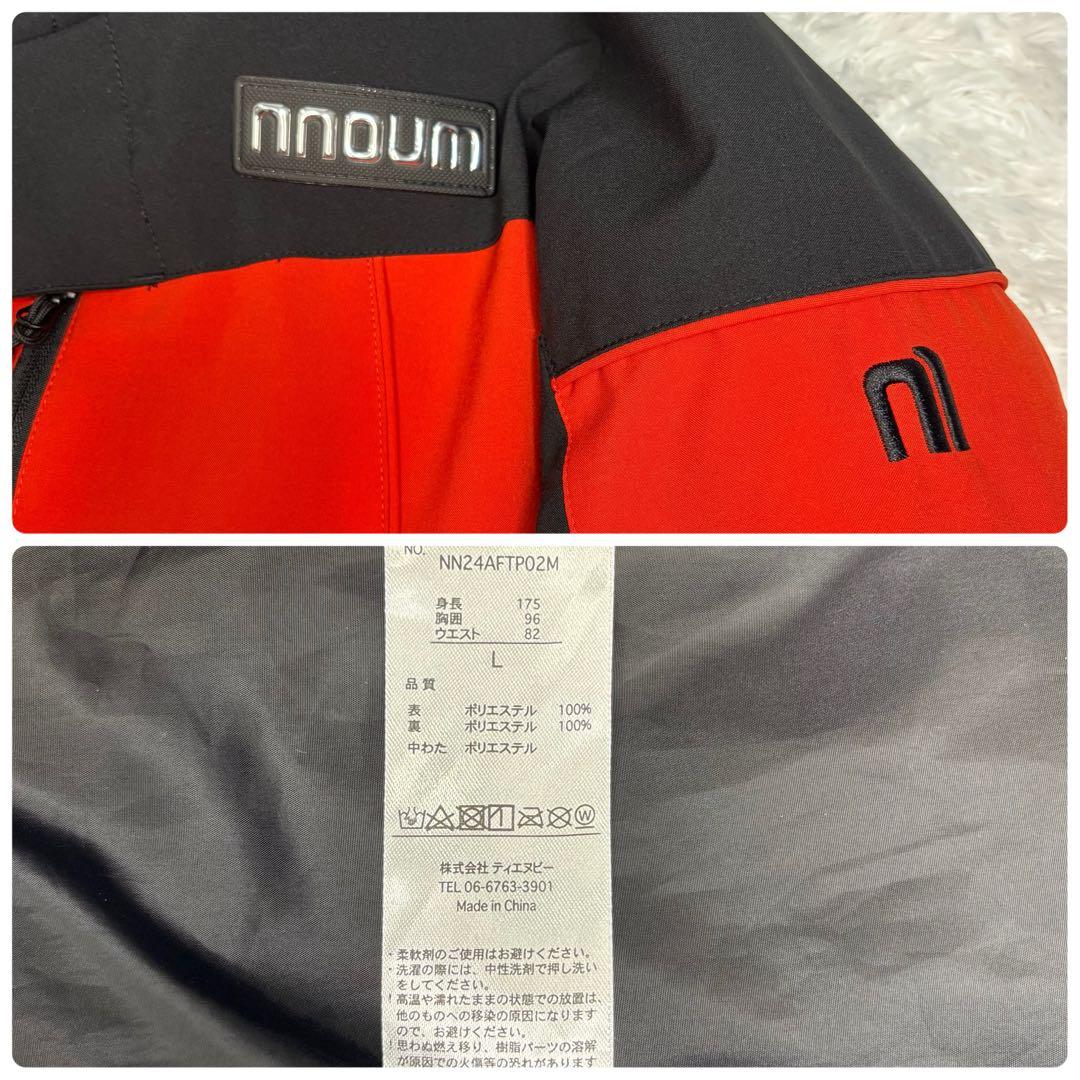 nnoum
n
NO.
NN24AFTP02M
身長 175
胸囲 96
ウエスト 82
L
品質
表 ポリエステル 100%
裏 ポリエステル 100%
中わた ポリエステル
W
株式会社 ティエヌピー
TEL 06-6763-3901
Made in China
・柔軟剤のご使用はお避けください。
・洗濯の際には、中性洗剤で押し洗い
をしてください。
！高温や濡れたままの状態での放置は、
他のものへの移染の原因になります
ので、お避けください。
！思わぬ燃え移り、樹脂パーツの溶解
が原因での火傷等の恐れがあります